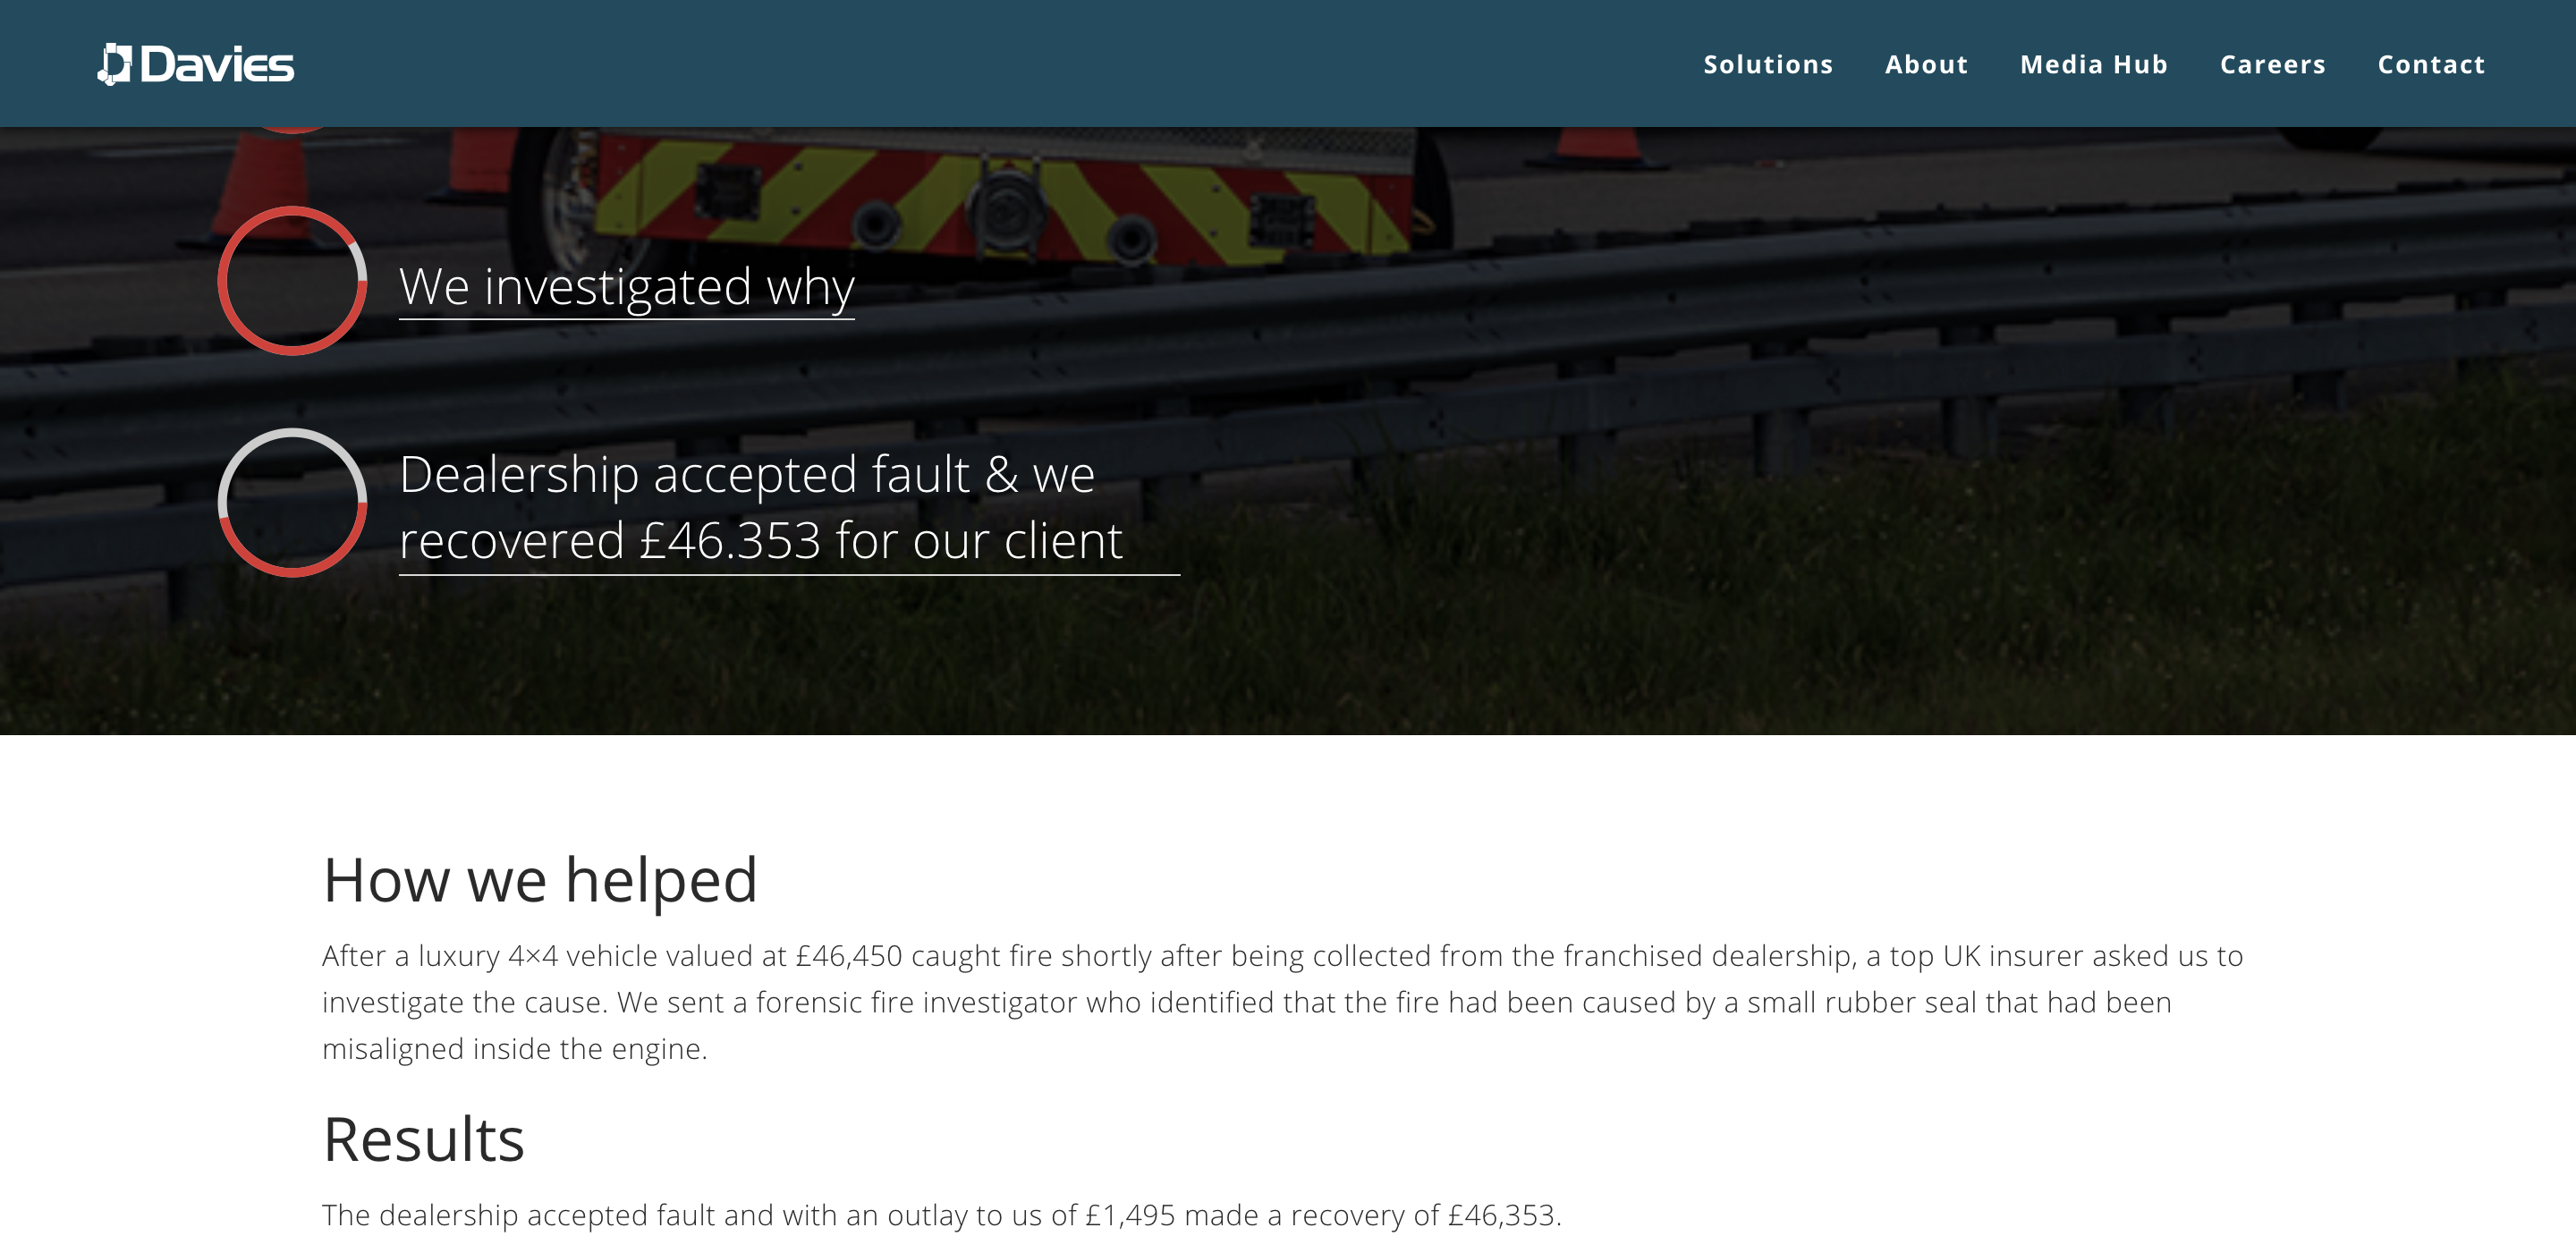 Davies
Solutions About Media Hub Careers Contact
We investigated why
Dealership accepted fault & we
recovered £46.353 for our client
How we helped
After a luxury 4×4 vehicle valued at £46,450 caught fire shortly after being collected from the franchised dealership, a top UK insurer asked us to
investigate the cause. We sent a forensic fire investigator who identified that the fire had been caused by a small rubber seal that had been
misaligned inside the engine.
Results
The dealership accepted fault and with an outlay to us of £1,495 made a recovery of £46,353.